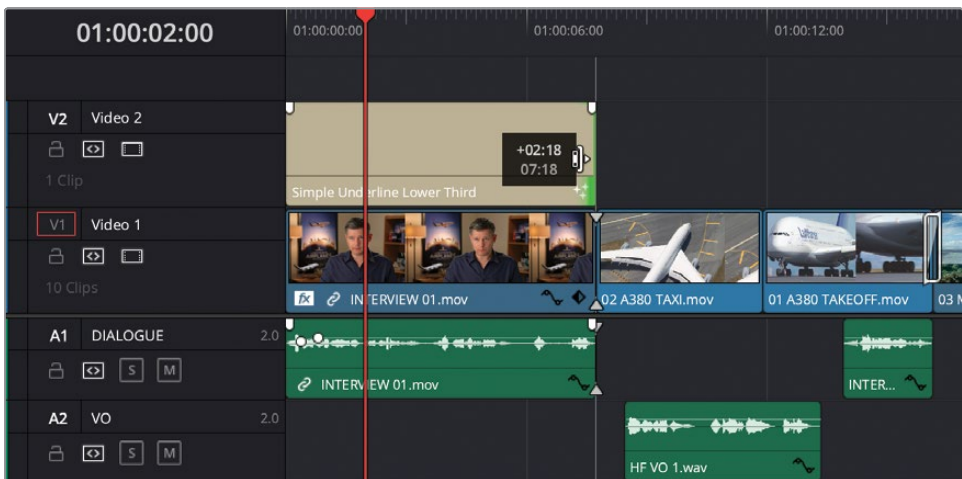 01:00:02:00
01:00:00:00
01:00:06:00
01:00:12:00
V2 Video 2
1 Clip
+02:18
07:18
Simple Underline Lower Third
V1 Video 1
10 Clips
fx INTERVIEW 01.mov
02 A380 TAXI.mov
01 A380 TAKEOFF.mov
03
A1 DIALOGUE 2.0
S M
INTERVIEW 01.mov
INTER...
A2 VO 2.0
S M
HF VO 1.wav